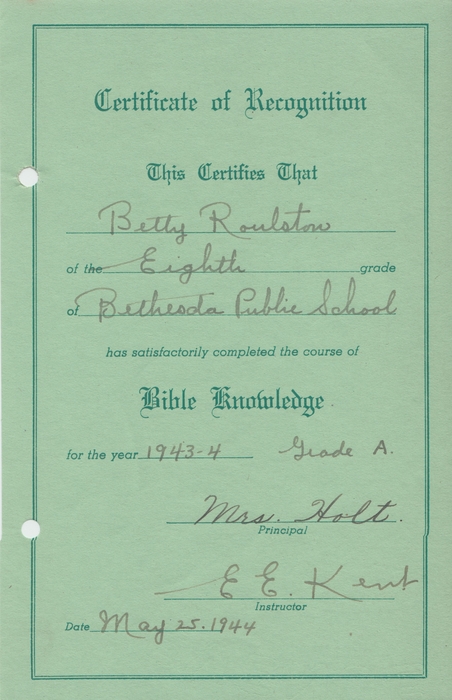 Certificate of Recognition
This Certifies That
Betty Roulston
of the Eighth grade
of Bethesda Public School
has satisfactorily completed the course of
Bible Knowledge
for the year 1943-4 Grade A.
Mrs. Holt.
Principal
E E. Kent
Instructor
Date May 25. 1944